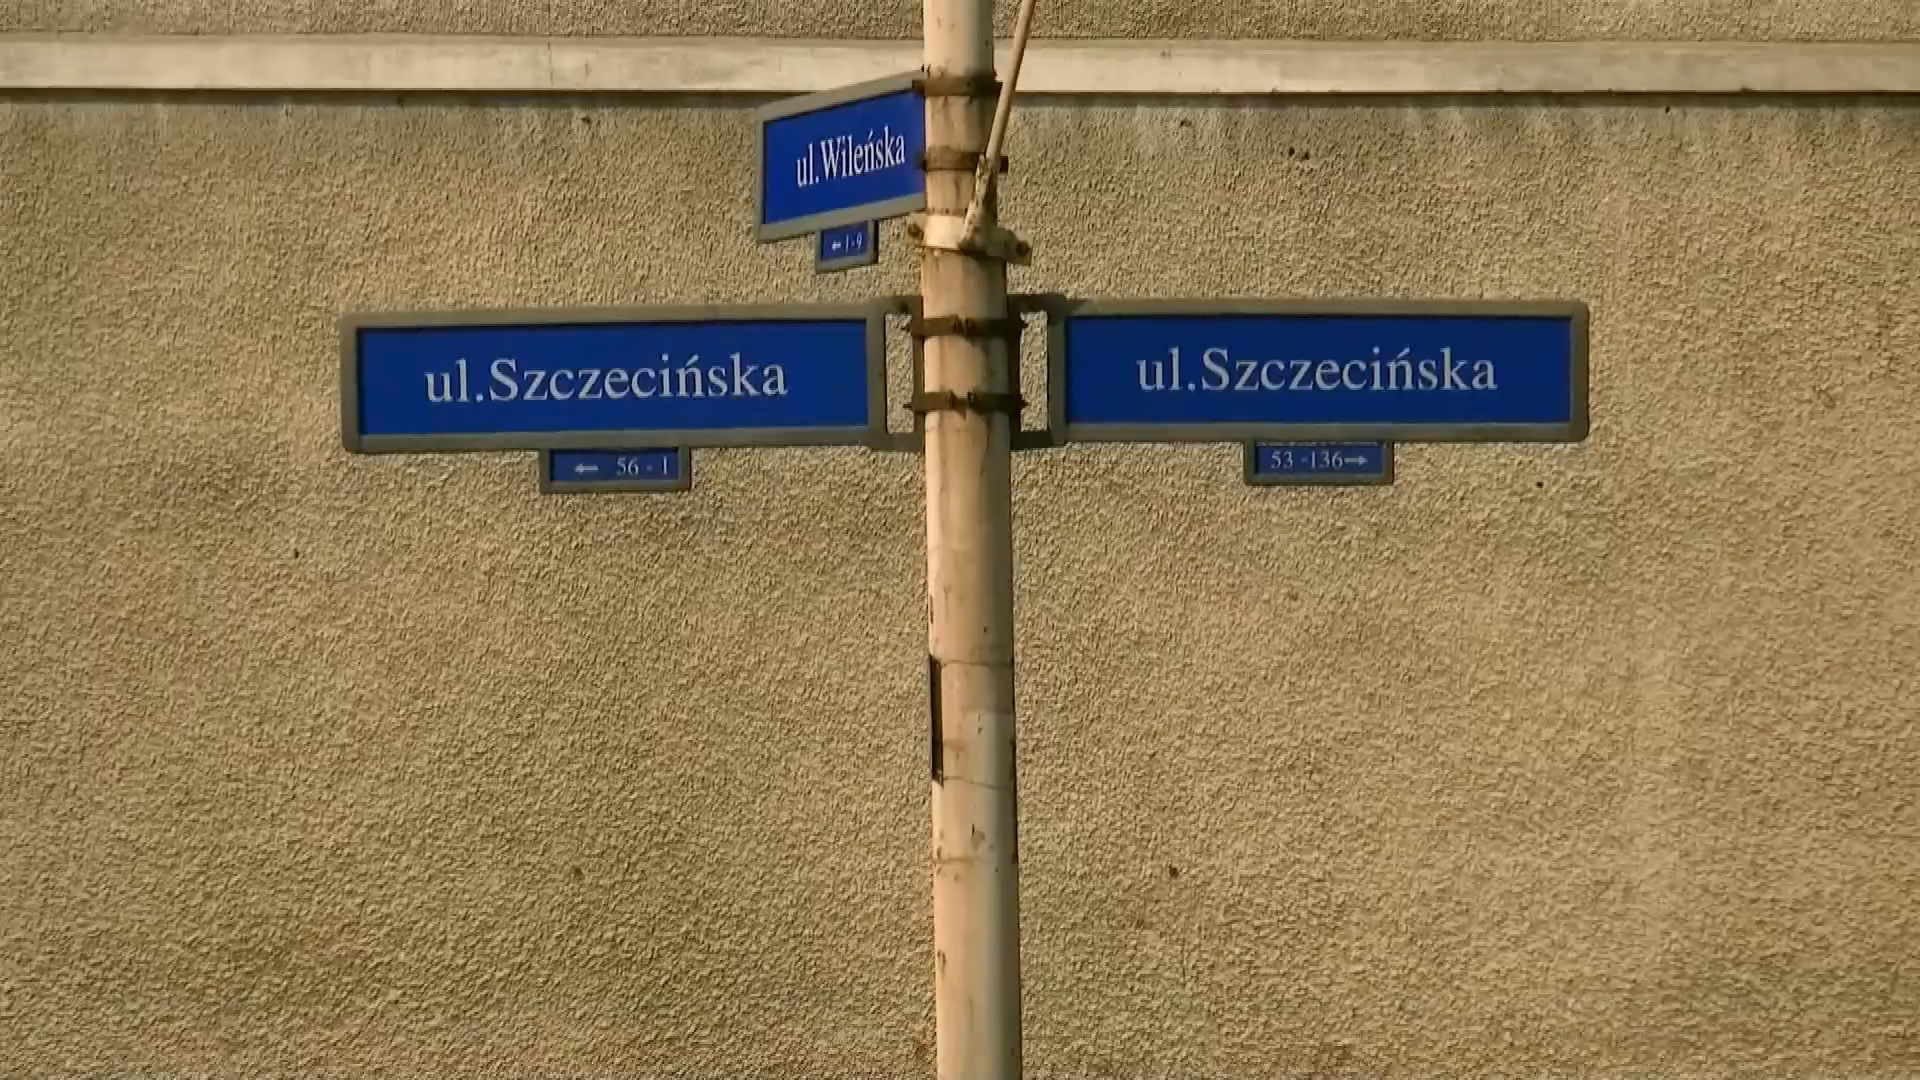 ul.Wileńska
← 1-9
ul.Szczecińska
← 56 - 1
ul.Szczecińska
53 -136→